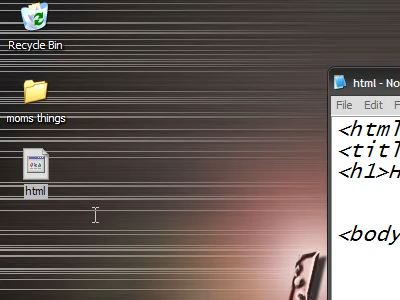 Recycle Bin
moms things
html
html - No
File Edit F
<html
<titl
<h1>H
<body